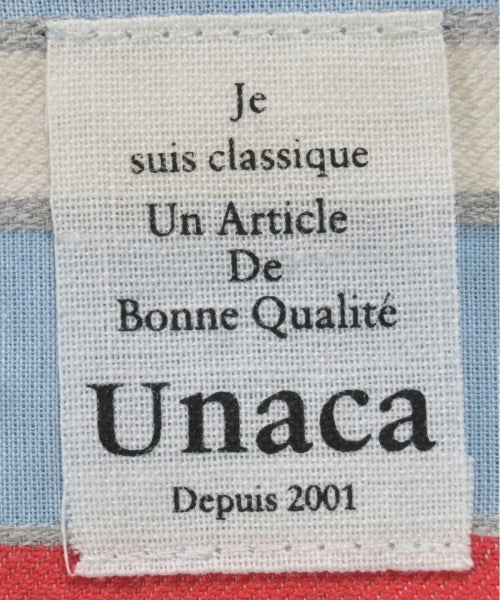 Je
suis classique
Un Article
De
Bonne Qualité
Unaca
Depuis 2001